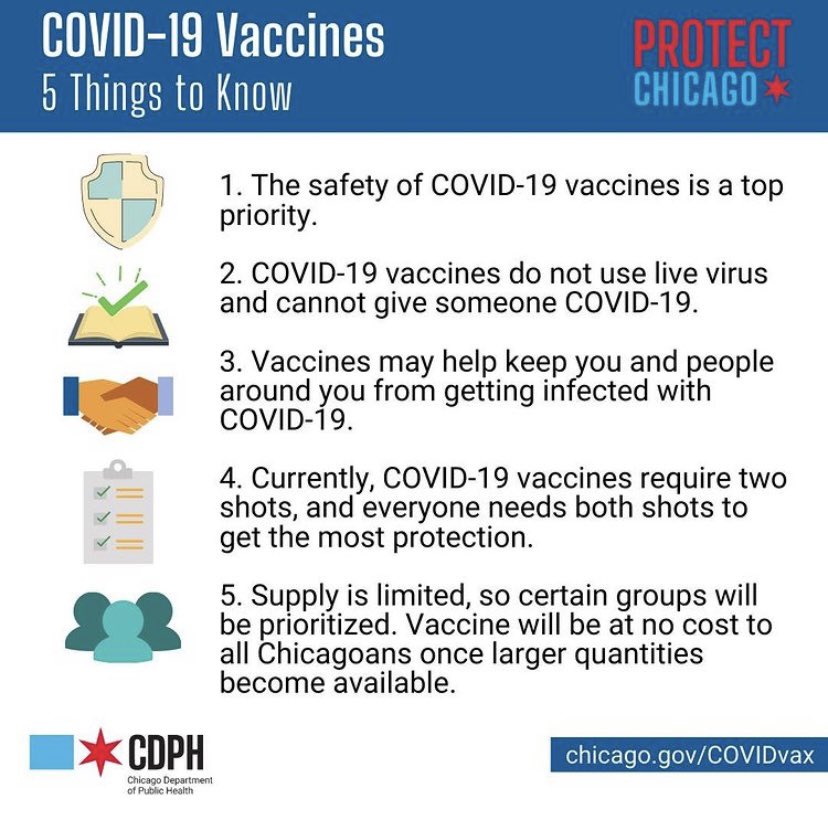 COVID-19 Vaccines
5 Things to Know
PROTECT
CHICAGO
1. The safety of COVID-19 vaccines is a top
priority.
2. COVID-19 vaccines do not use live virus
and cannot give someone COVID-19.
3. Vaccines may help keep you and people
around you from getting infected with
COVID-19.
4. Currently, COVID-19 vaccines require two
shots, and everyone needs both shots to
get the most protection.
5. Supply is limited, so certain groups will
be prioritized. Vaccine will be at no cost to
all Chicagoans once larger quantities
become available.
CDPH
Chicago Department
of Public Health
chicago.gov/COVIDvax